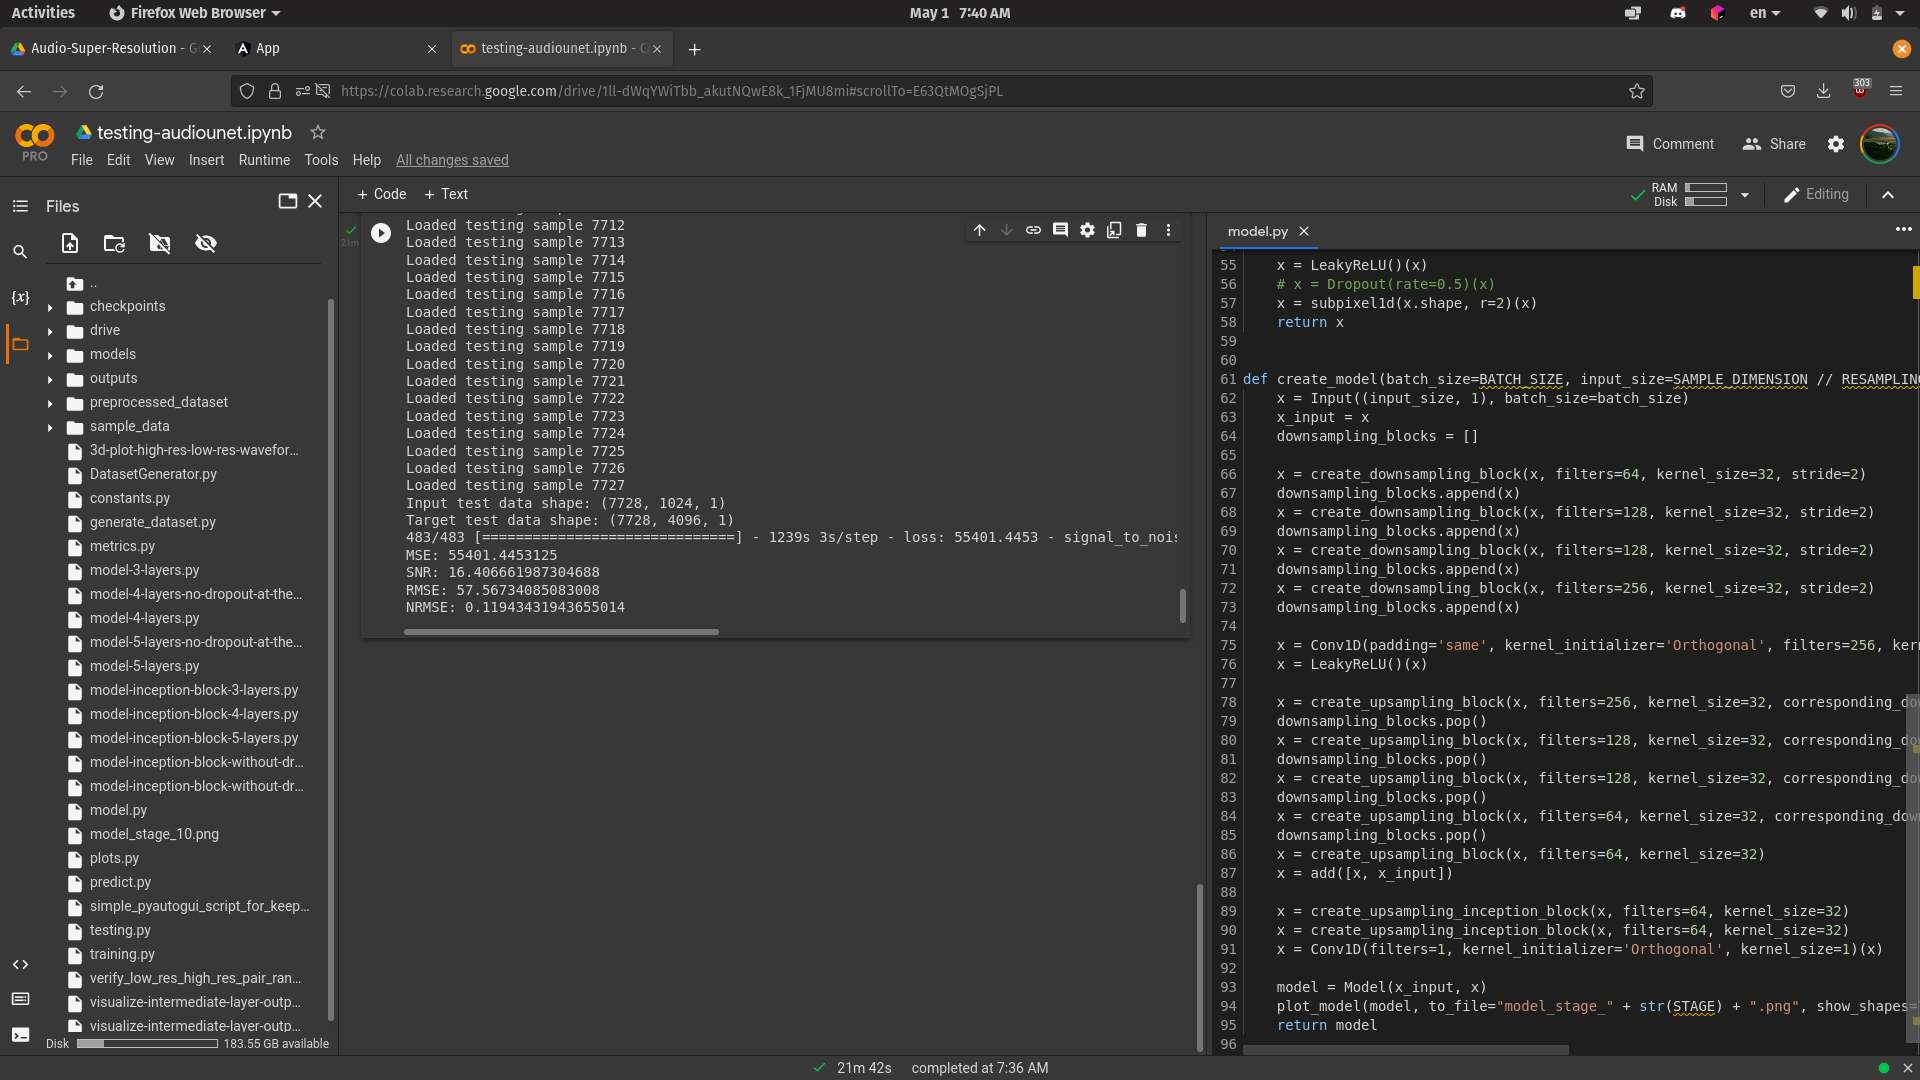 Activities
Firefox Web Browser
May 1 7:40 AM
en
Audio-Super-Resolution - G
App
testing-audiounet.ipynb - C
https://colab.research.google.com/drive/1ll-dWqYWiTbb_akutNQwE8k_1FjMU8mi#scrollTo=E63QtMOgSjPL
303
PRO
testing-audiounet.ipynb
File Edit View Insert Runtime Tools Help All changes saved
Comment
Share
Files
+ Code + Text
RAM
Disk
Editing
{x}
..
checkpoints
drive
models
outputs
preprocessed_dataset
sample_data
3d-plot-high-res-low-res-wavefor...
DatasetGenerator.py
constants.py
generate_dataset.py
metrics.py
model-3-layers.py
model-4-layers-no-dropout-at-the...
model-4-layers.py
model-5-layers-no-dropout-at-the...
model-5-layers.py
model-inception-block-3-layers.py
model-inception-block-4-layers.py
model-inception-block-5-layers.py
model-inception-block-without-dr...
model-inception-block-without-dr...
model.py
model_stage_10.png
plots.py
predict.py
simple_pyautogui_script_for_keep...
testing.py
training.py
verify_low_res_high_res_pair_ran...
visualize-intermediate-layer-outp...
visualize-intermediate-layer-outp...
Disk 183.55 GB available
21m
Loaded testing sample 7712
Loaded testing sample 7713
Loaded testing sample 7714
Loaded testing sample 7715
Loaded testing sample 7716
Loaded testing sample 7717
Loaded testing sample 7718
Loaded testing sample 7719
Loaded testing sample 7720
Loaded testing sample 7721
Loaded testing sample 7722
Loaded testing sample 7723
Loaded testing sample 7724
Loaded testing sample 7725
Loaded testing sample 7726
Loaded testing sample 7727
Input test data shape: (7728, 1024, 1)
Target test data shape: (7728, 4096, 1)
483/483 [==============================] - 1239s 3s/step - loss: 55401.4453 - signal_to_nois
MSE: 55401.4453125
SNR: 16.406661987304688
RMSE: 57.56734085083008
NRMSE: 0.11943431943655014
model.py
55 x = LeakyReLU()(x)
56 # x = Dropout(rate=0.5)(x)
57 x = subpixel1d(x.shape, r=2)(x)
58 return x
59
60
61 def create_model(batch_size=BATCH_SIZE, input_size=SAMPLE_DIMENSION // RESAMPLING
62 x = Input((input_size, 1), batch_size=batch_size)
63 x_input = x
64 downsampling_blocks = []
65
66 x = create_downsampling_block(x, filters=64, kernel_size=32, stride=2)
67 downsampling_blocks.append(x)
68 x = create_downsampling_block(x, filters=128, kernel_size=32, stride=2)
69 downsampling_blocks.append(x)
70 x = create_downsampling_block(x, filters=128, kernel_size=32, stride=2)
71 downsampling_blocks.append(x)
72 x = create_downsampling_block(x, filters=256, kernel_size=32, stride=2)
73 downsampling_blocks.append(x)
74
75 x = Conv1D(padding='same', kernel_initializer='Orthogonal', filters=256, ker
76 x = LeakyReLU()(x)
77
78 x = create_upsampling_block(x, filters=256, kernel_size=32, corresponding_do
79 downsampling_blocks.pop()
80 x = create_upsampling_block(x, filters=128, kernel_size=32, corresponding_do
81 downsampling_blocks.pop()
82 x = create_upsampling_block(x, filters=128, kernel_size=32, corresponding_do
83 downsampling_blocks.pop()
84 x = create_upsampling_block(x, filters=64, kernel_size=32, corresponding_dow
85 downsampling_blocks.pop()
86 x = create_upsampling_block(x, filters=64, kernel_size=32)
87 x = add([x, x_input])
88
89 x = create_upsampling_inception_block(x, filters=64, kernel_size=32)
90 x = create_upsampling_inception_block(x, filters=64, kernel_size=32)
91 x = Conv1D(filters=1, kernel_initializer='Orthogonal', kernel_size=1)(x)
92
93 model = Model(x_input, x)
94 plot_model(model, to_file="model_stage_" + str(STAGE) + ".png", show_shapes=
95 return model
96
21m 42s completed at 7:36 AM